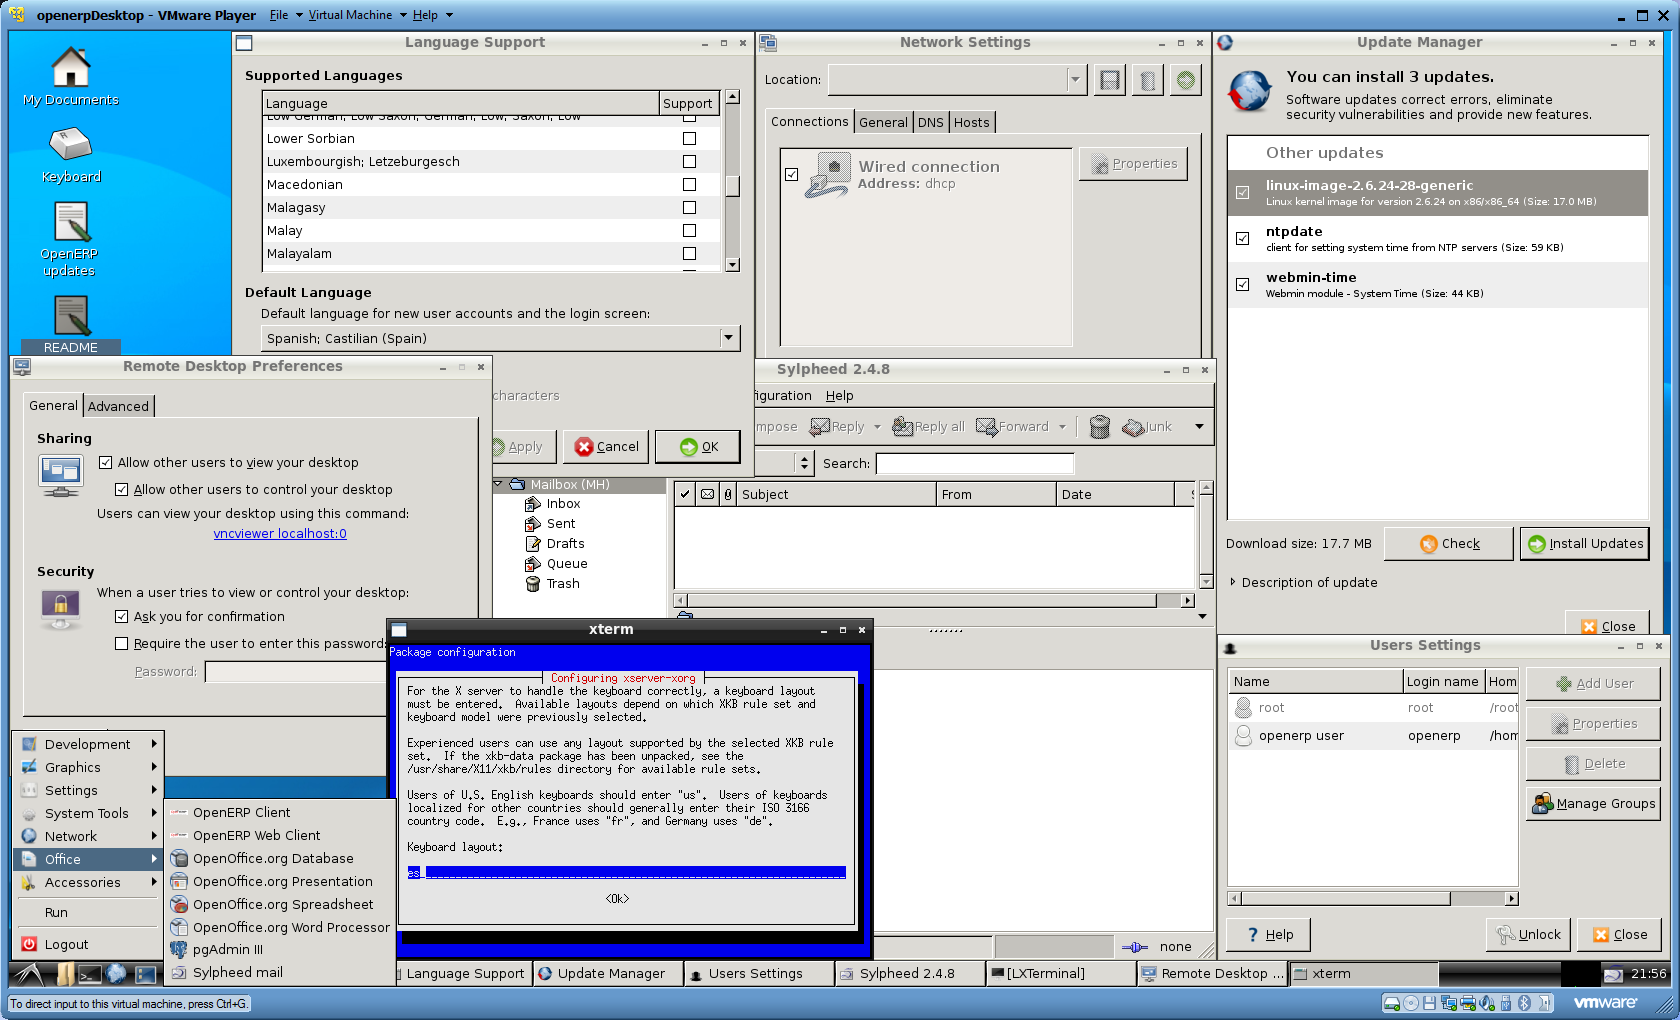 openerpDesktop - VMware Player File Virtual Machine Help
My Documents
Keyboard
OpenERP
updates
README
Language Support
Supported Languages
Language Support
Low German; Low Saxon; German, Low; Saxon, Low
Lower Sorbian
Luxembourgish; Letzeburgesch
Macedonian
Malagasy
Malay
Malayalam
Default Language
Default language for new user accounts and the login screen:
Spanish; Castilian (Spain)
characters
Apply Cancel OK
Network Settings
Location:
Connections General DNS Hosts
Wired connection
Address: dhcp
Properties
Update Manager
You can install 3 updates.
Software updates correct errors, eliminate
security vulnerabilities and provide new features.
Other updates
linux-image-2.6.24-28-generic
Linux kernel image for version 2.6.24 on x86/x86_64 (Size: 17.0 MB)
ntpdate
client for setting system time from NTP servers (Size: 59 KB)
webmin-time
Webmin module - System Time (Size: 44 KB)
Download size: 17.7 MB Check Install Updates
Description of update
Close
Remote Desktop Preferences
General Advanced
Sharing
Allow other users to view your desktop
Allow other users to control your desktop
Users can view your desktop using this command:
vncviewer localhost:0
Security
When a user tries to view or control your desktop:
Ask you for confirmation
Require the user to enter this password:
Password:
Sylpheed 2.4.8
iguration Help
mpose Reply Reply all Forward Junk
Search:
Mailbox (MH)
Inbox
Sent
Drafts
Queue
Trash
Subject From Date S
none
xterm
Package configuration
Configuring xserver-xorg
For the X server to handle the keyboard correctly, a keyboard layout
must be entered. Available layouts depend on which XKB rule set and
keyboard model were previously selected.
Experienced users can use any layout supported by the selected XKB rule
set. If the xkb-data package has been unpacked, see the
/usr/share/X11/xkb/rules directory for available rule sets.
Users of U.S. English keyboards should enter "us". Users of keyboards
localized for other countries should generally enter their ISO 3166
country code. E.g., France uses "fr", and Germany uses "de".
Keyboard layout:
es
<Ok>
Users Settings
Name Login name Hom
root root /root
openerp user openerp /hom
Add User
Properties
Delete
Manage Groups
Help Unlock Close
Development
Graphics
Settings
System Tools
Network
Office
Accessories
Run
Logout
OpenERP Client
OpenERP Web Client
OpenOffice.org Database
OpenOffice.org Presentation
OpenOffice.org Spreadsheet
OpenOffice.org Word Processor
pgAdmin III
Sylpheed mail
Language Support Update Manager Users Settings Sylpheed 2.4.8 [LXTerminal] Remote Desktop ... xterm 21:56
To direct input to this virtual machine, press Ctrl+G.
vmware